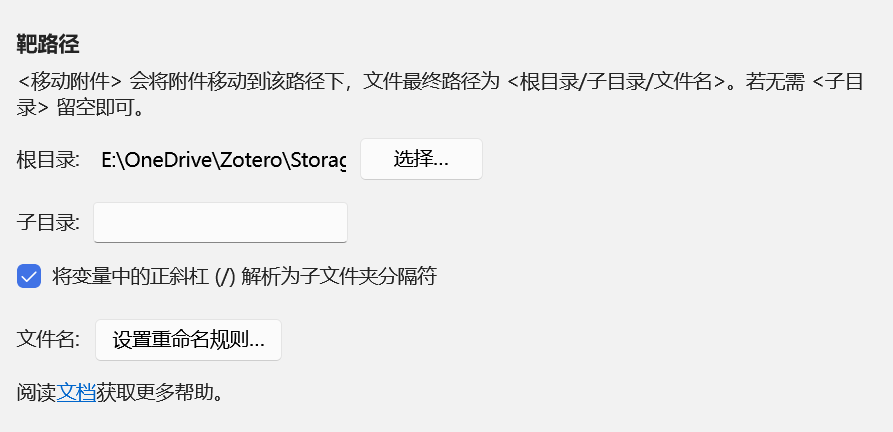 靶路径
<移动附件> 会将附件移动到该路径下，文件最终路径为 <根目录/子目录/文件名>。若无需 <子目
录> 留空即可。
根目录: E:\OneDrive\Zotero\Storag 选择...
子目录:
将变量中的正斜杠 (/) 解析为子文件夹分隔符
文件名: 设置重命名规则...
阅读文档获取更多帮助。